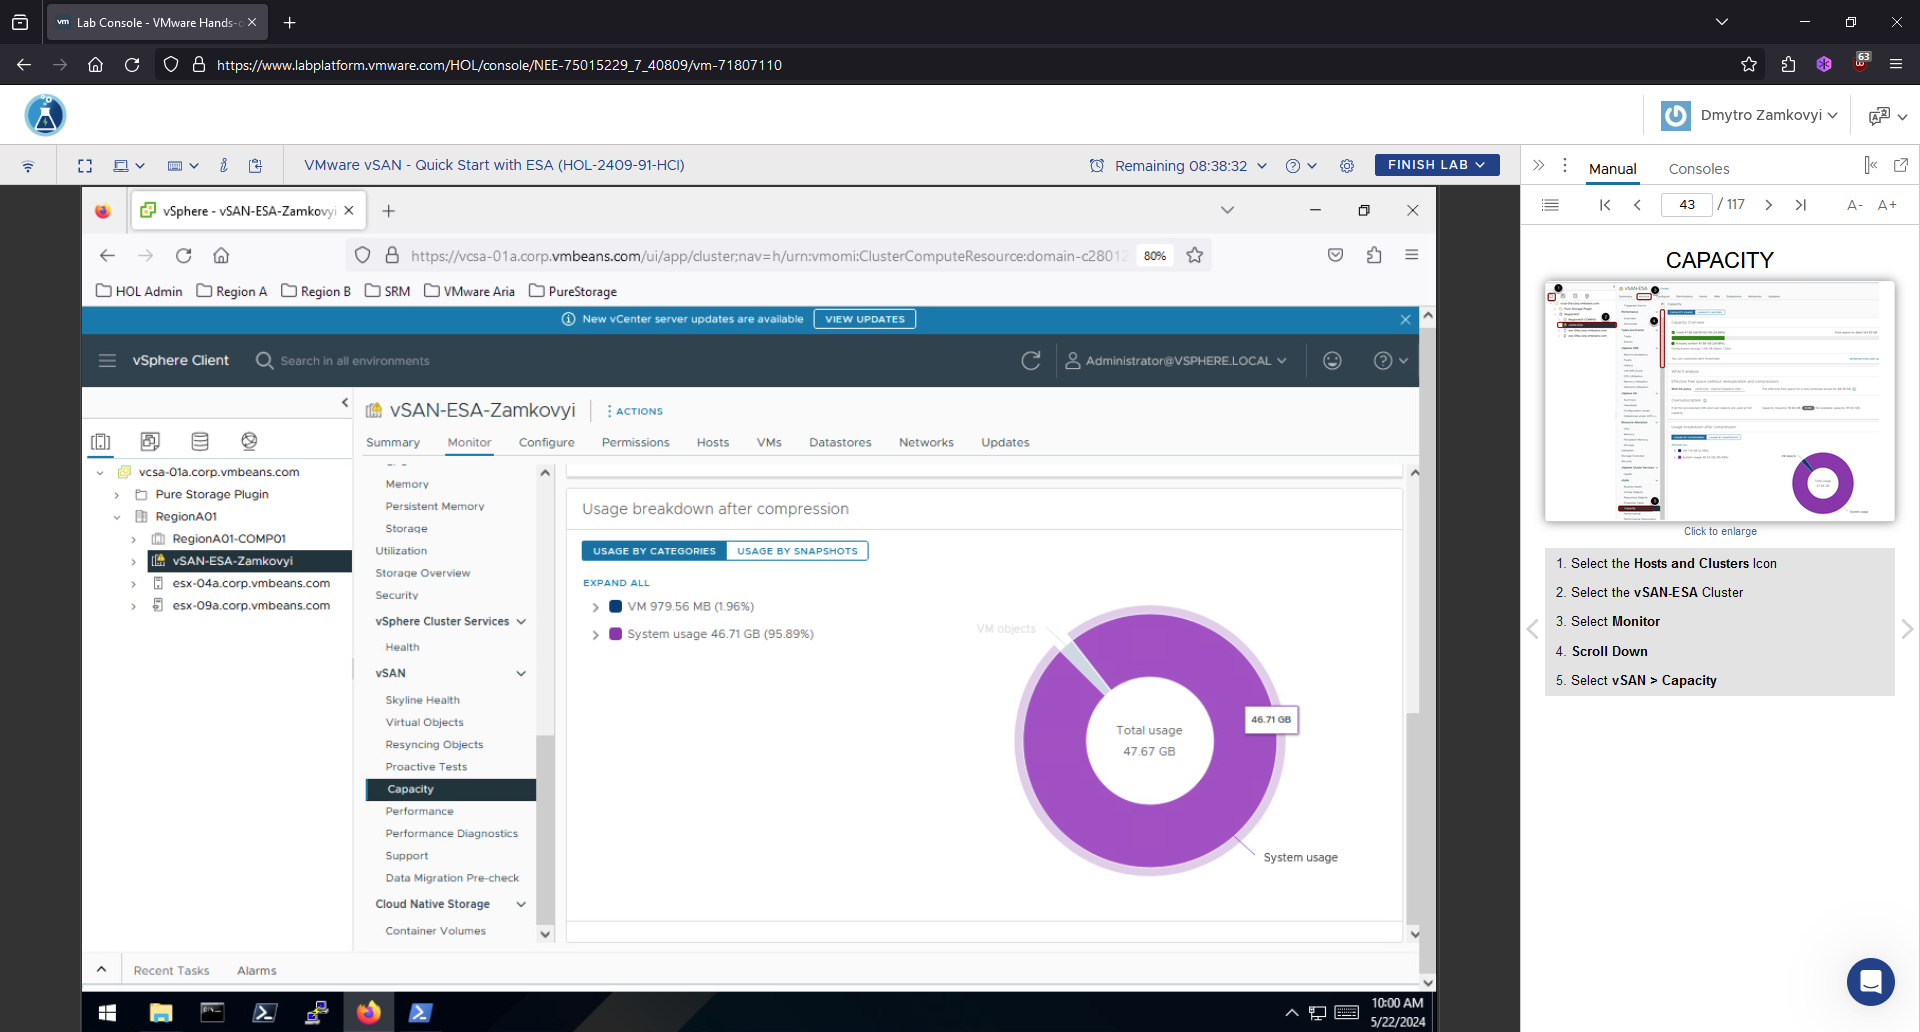 Lab Console - VMware Hands-o
https://www.labplatform.vmware.com/HOL/console/NEE-75015229_7_40809/vm-71807110
63
Dmytro Zamkovyi
VMware vSAN - Quick Start with ESA (HOL-2409-91-HCI)
Remaining 08:38:32
FINISH LAB
Manual
Consoles
43 / 117
A- A+
vSphere - vSAN-ESA-Zamkovyi
https://vcsa-01a.corp.vmbeans.com/ui/app/cluster;nav=h/urn:vmomi:ClusterComputeResource:domain-c28012
80%
HOL Admin
Region A
Region B
SRM
VMware Aria
PureStorage
New vCenter server updates are available
VIEW UPDATES
vSphere Client
Search in all environments
Administrator@VSPHERE.LOCAL
vSAN-ESA-Zamkovyi
ACTIONS
Summary
Monitor
Configure
Permissions
Hosts
VMs
Datastores
Networks
Updates
vcsa-01a.corp.vmbeans.com
Pure Storage Plugin
RegionA01
RegionA01-COMP01
vSAN-ESA-Zamkovyi
esx-04a.corp.vmbeans.com
esx-09a.corp.vmbeans.com
Memory
Persistent Memory
Storage
Utilization
Storage Overview
Security
vSphere Cluster Services
Health
vSAN
Skyline Health
Virtual Objects
Resyncing Objects
Proactive Tests
Capacity
Performance
Performance Diagnostics
Support
Data Migration Pre-check
Cloud Native Storage
Container Volumes
Usage breakdown after compression
USAGE BY CATEGORIES
USAGE BY SNAPSHOTS
EXPAND ALL
VM 979.56 MB (1.96%)
System usage 46.71 GB (95.89%)
VM objects
46.71 GB
Total usage
47.67 GB
System usage
Recent Tasks
Alarms
10:00 AM
5/22/2024
CAPACITY
Click to enlarge
1. Select the Hosts and Clusters Icon
2. Select the vSAN-ESA Cluster
3. Select Monitor
4. Scroll Down
5. Select vSAN > Capacity